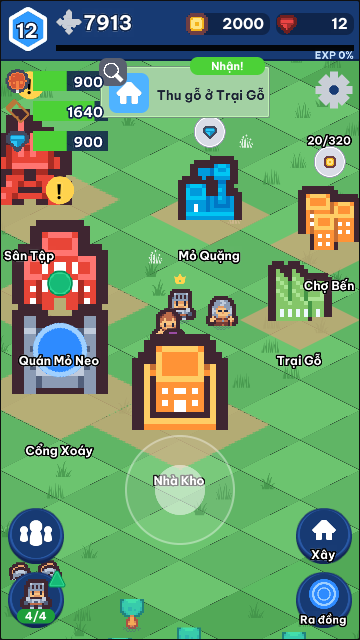 12
7913
2000
12
EXP 0%
Nhận!
900
Thu gỗ ở Trại Gỗ
1640
900
20/320
!
Sân Tập
Mỏ Quặng
Chợ Bến
Quán Mỏ Neo
Trại Gỗ
Cổng Xoáy
Nhà Kho
Xây
4/4
Ra đồng